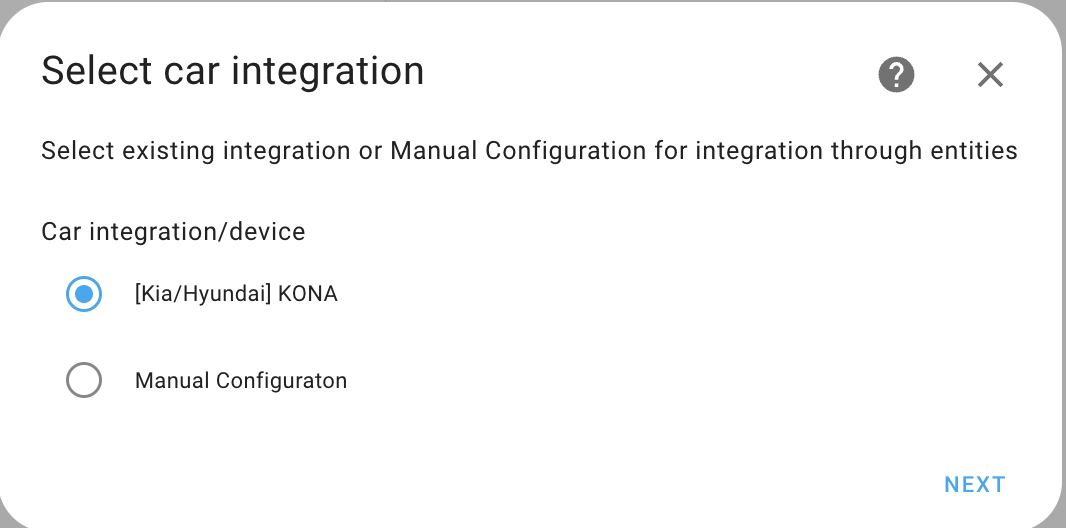 Select car integration
Select existing integration or Manual Configuration for integration through entities
Car integration/device
[Kia/Hyundai] KONA
Manual Configuraton
NEXT